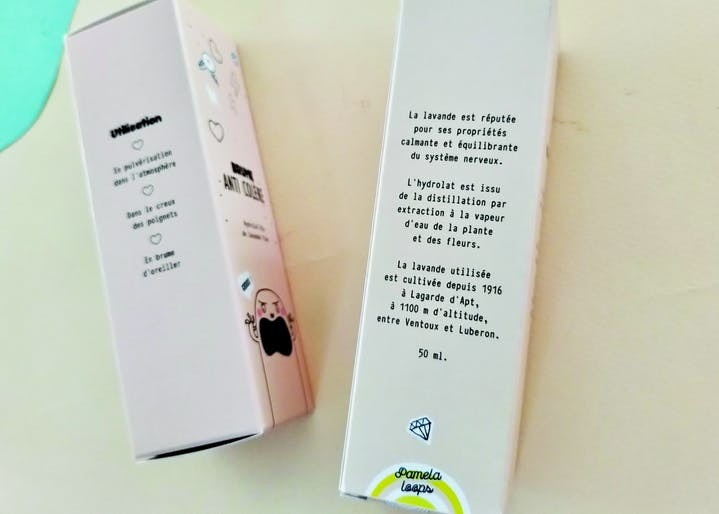 Utilisation
En pulvérisation
dans l'atmosphère
Dans le creux
des poignets
En brume
d'oreiller
BRUME
ANTI COLÈRE
La lavande est réputée
pour ses propriétés
calmante et équilibrante
du système nerveux.
L'hydrolat est issu
de la distillation par
extraction à la vapeur
d'eau de la plante
et des fleurs.
La lavande utilisée
est cultivée depuis 1916
à Lagarde d'Apt,
à 1100 m d'altitude,
entre Ventoux et Luberon.
50 ml.
Pamela
loops